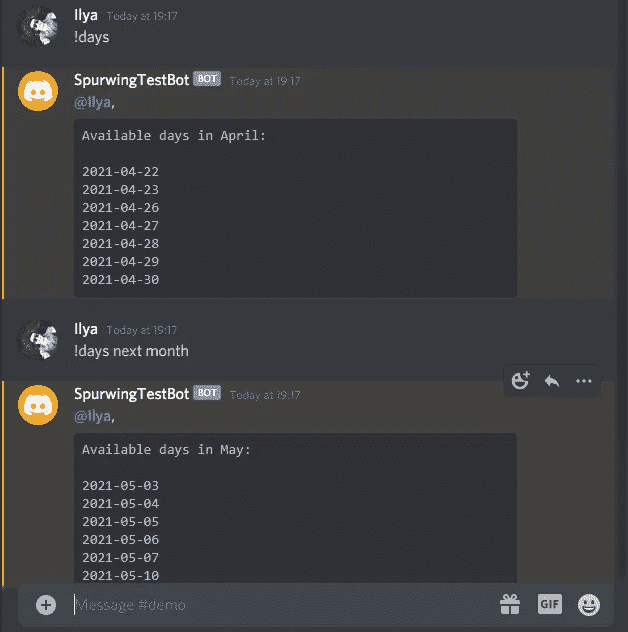 Ilya Today at 19:17
!days
SpurwingTestBot BOT Today at 19:17
@Ilya,
Available days in April:
2021-04-22
2021-04-23
2021-04-26
2021-04-27
2021-04-28
2021-04-29
2021-04-30
Ilya Today at 19:17
!days next month
SpurwingTestBot BOT Today at 19:17
@Ilya,
Available days in May:
2021-05-03
2021-05-04
2021-05-05
2021-05-06
2021-05-07
2021-05-10
Message #demo
GIF